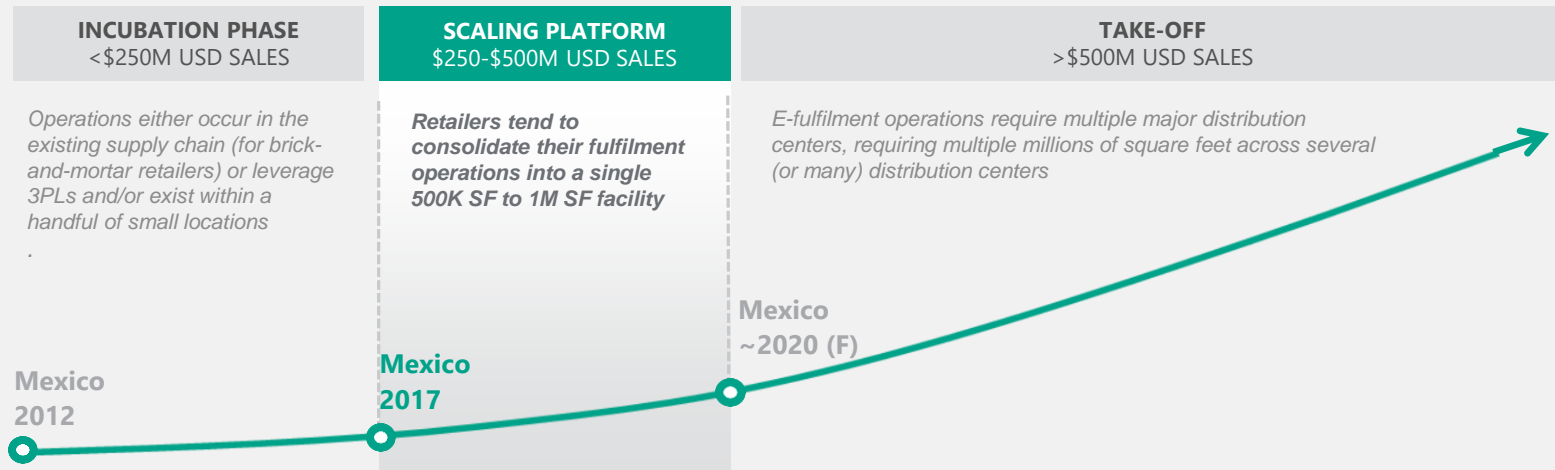 INCUBATION PHASE
<$250M USD SALES
Operations either occur in the
existing supply chain (for brick-
and-mortar retailers) or leverage
3PLs and/or exist within a
handful of small locations
.
SCALING PLATFORM
$250-$500M USD SALES
Retailers tend to
consolidate their fulfilment
operations into a single
500K SF to 1M SF facility
TAKE-OFF
>$500M USD SALES
E-fulfilment operations require multiple major distribution
centers, requiring multiple millions of square feet across several
(or many) distribution centers
Mexico
2012
Mexico
2017
Mexico
~2020 (F)